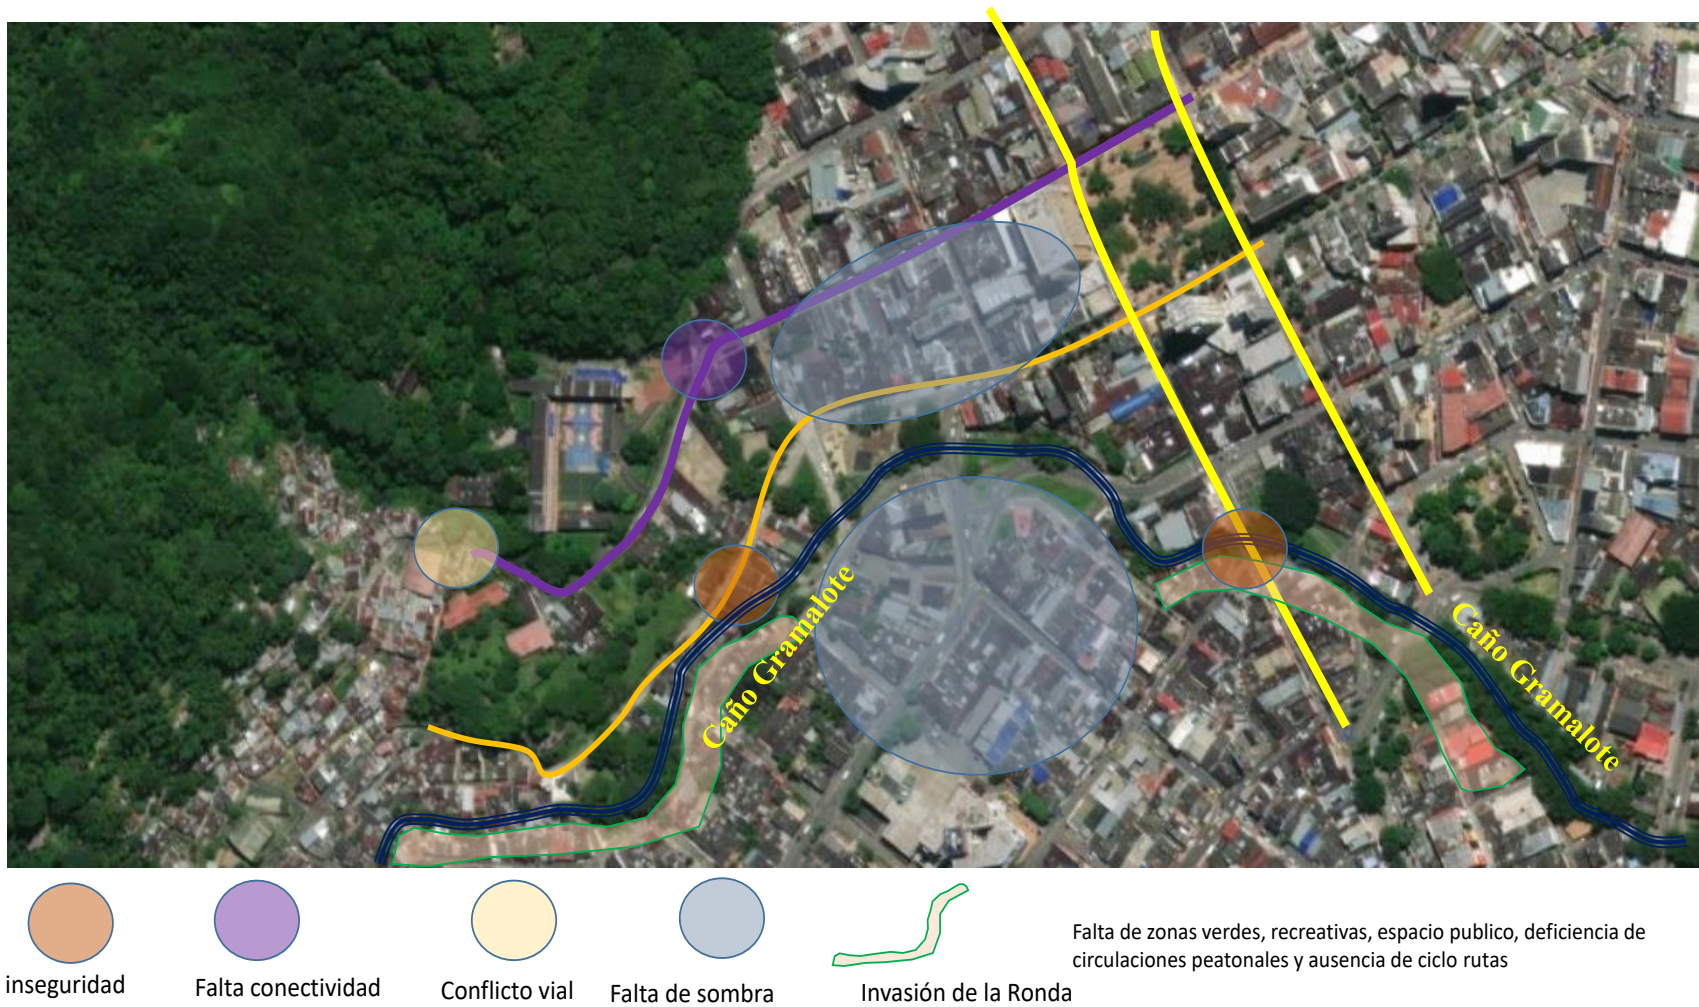 Caño Gramalote
Caño Gramalote
inseguridad
Falta conectividad
Conflicto vial
Falta de sombra
Invasión de la Ronda
Falta de zonas verdes, recreativas, espacio publico, deficiencia de
circulaciones peatonales y ausencia de ciclo rutas